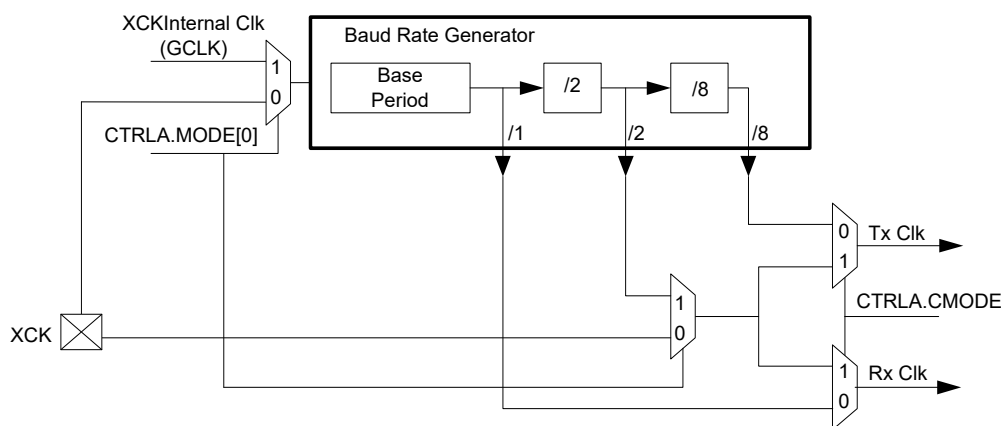 XCKInternal Clk
(GCLK)
Baud Rate Generator
1
0
Base
Period
/2
/8
CTRLA.MODE[0]
/1
/2
/8
0
Tx Clk
1
1
CTRLA.CMODE
XCK
0
1
Rx Clk
0